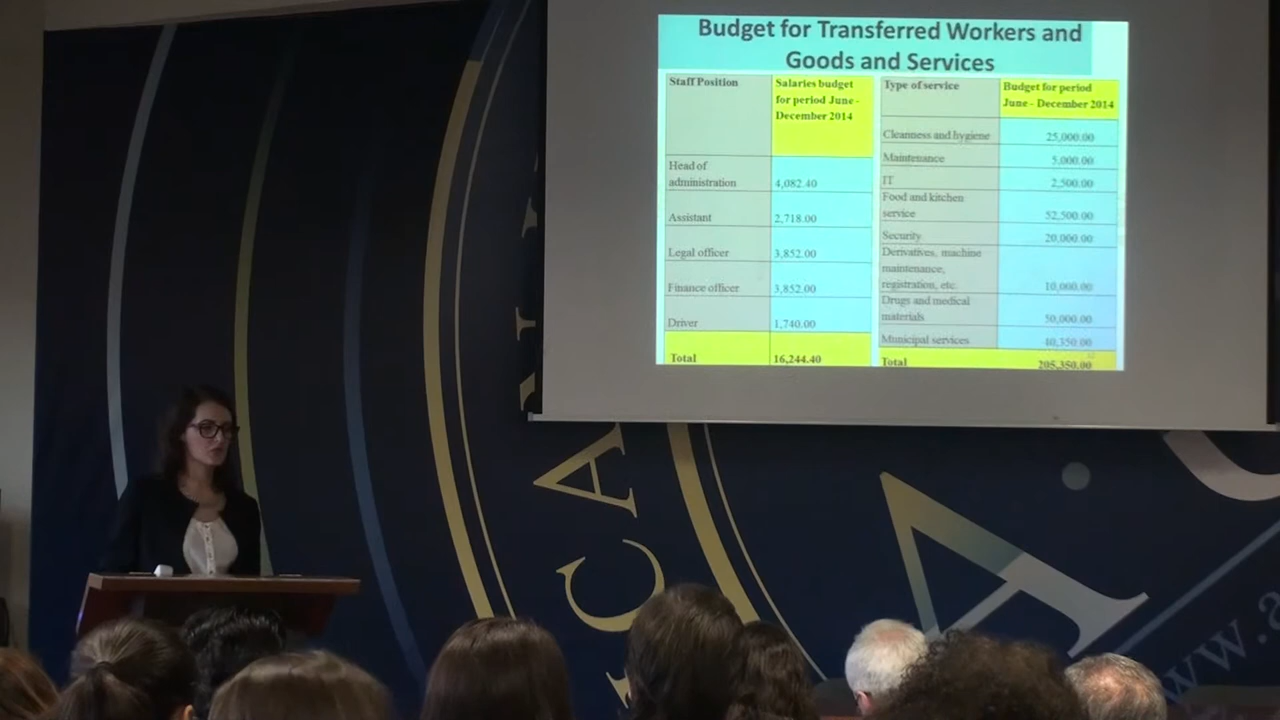 Budget for Transferred Workers and
Goods and Services
Staff Position
Salaries budget
for period June -
December 2014
Head of
administration
4,082.40
Assistant
2,718.00
Legal officer
3,852.00
Finance officer
3,852.00
Driver
1,740.00
Total
16,244.40
Type of service
Budget for period
June - December 2014
Cleanness and hygiene
25,000.00
Maintenance
5,000.00
IT
2,500.00
Food and kitchen
service
52,500.00
Security
20,000.00
Derivatives, machine
maintenance,
registration, etc.
10,000.00
Drugs and medical
materials
50,000.00
Municipal services
40,350.00
Total
205,350.00
CA
A
www.a